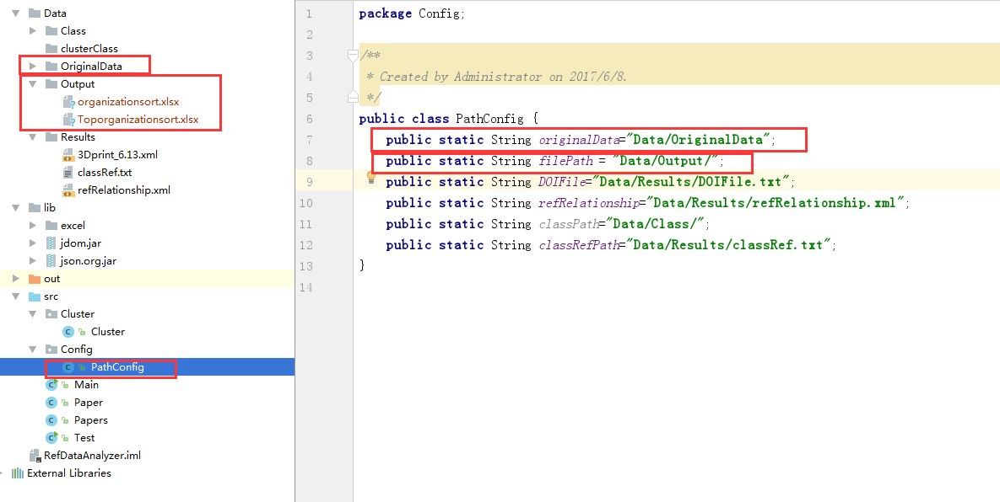 Data
Class
clusterClass
OriginalData
Output
organizationsort.xlsx
Toporganizationsort.xlsx
Results
3Dprint_6.13.xml
classRef.txt
refRelationship.xml
lib
excel
jdom.jar
json.org.jar
out
src
Cluster
Cluster
Config
PathConfig
Main
Paper
Papers
Test
RefDataAnalyzer.iml
External Libraries
1 package Config;
2
3 /**
4 * Created by Administrator on 2017/6/8.
5 */
6 public class PathConfig {
7 public static String originalData="Data/OriginalData";
8 public static String filePath = "Data/Output/";
9 public static String DOIFile="Data/Results/DOIFile.txt";
10 public static String refRelationship="Data/Results/refRelationship.xml";
11 public static String classPath="Data/Class/";
12 public static String classRefPath="Data/Results/classRef.txt";
13 }
14